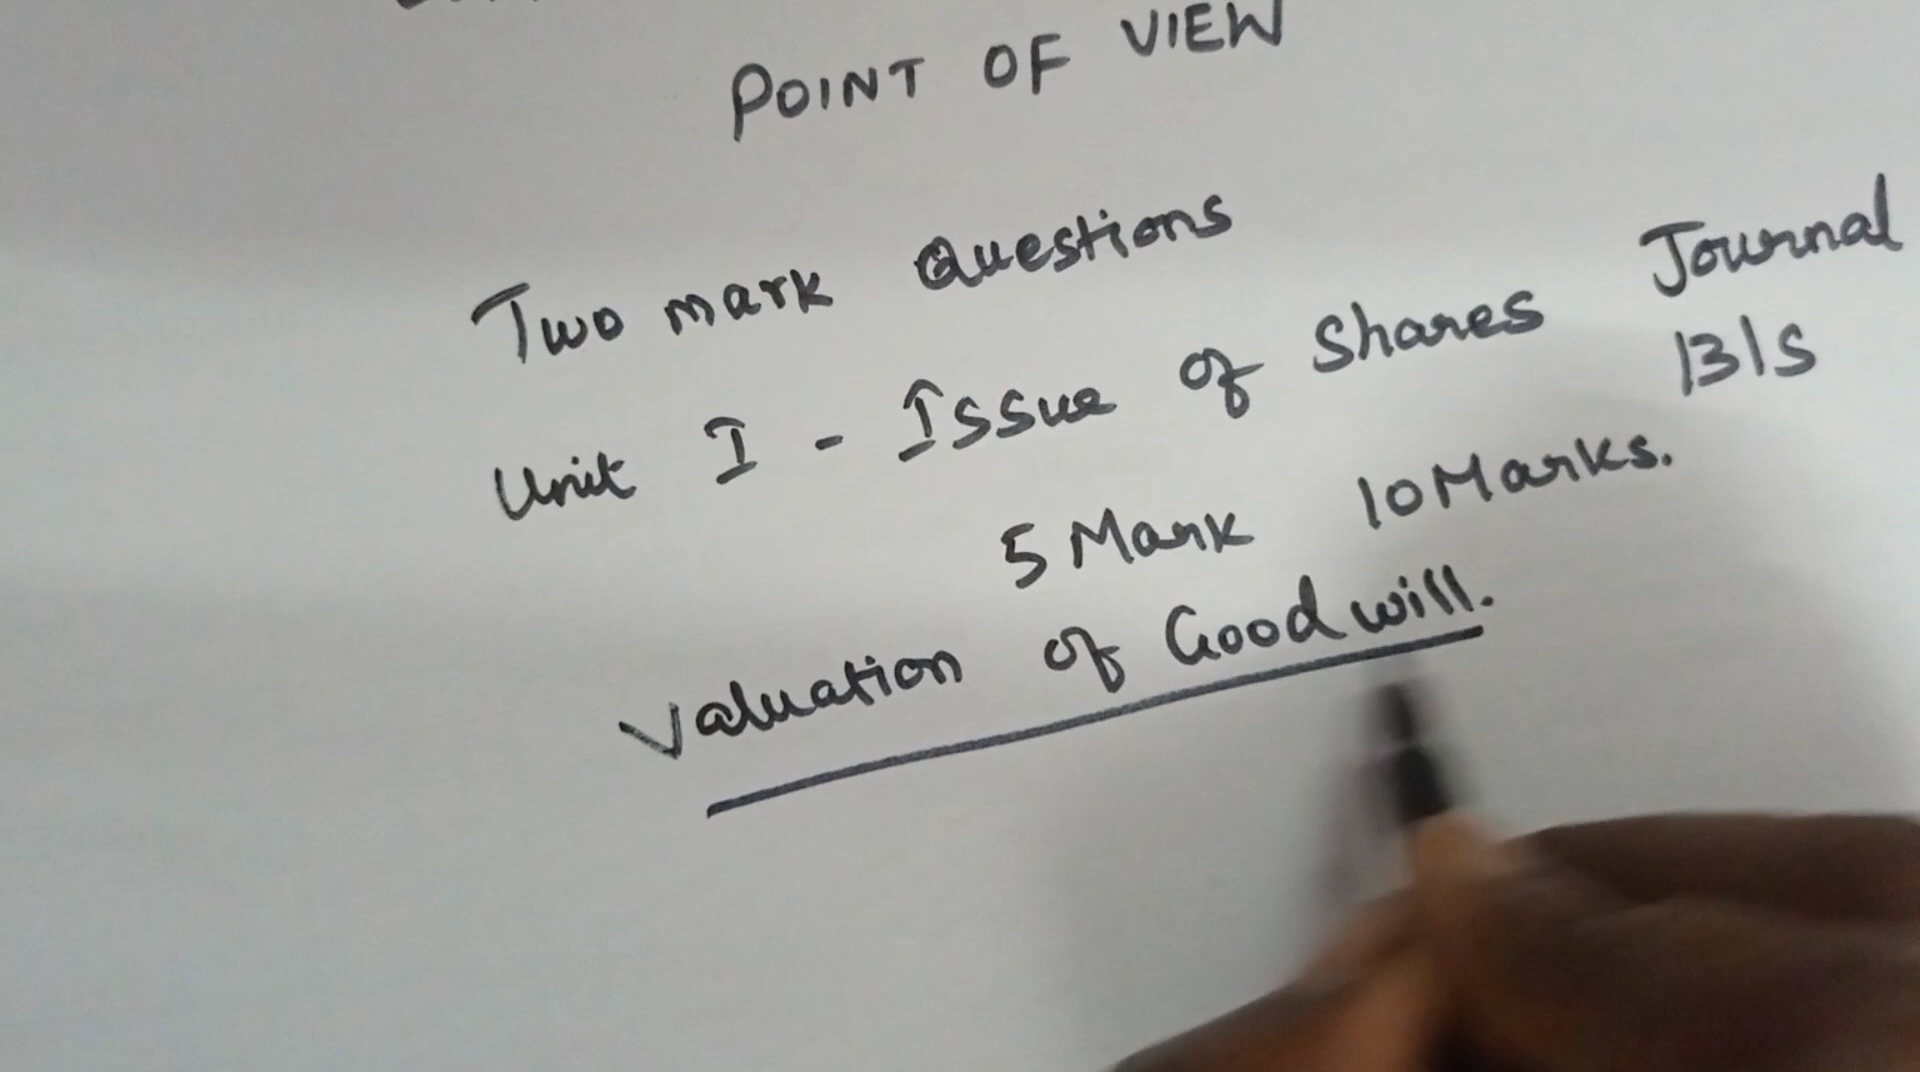 POINT OF VIEW
Two mark Questions
Unit I - Issue of Shares Journal
B/S
5 Mark 10 Marks.
Valuation of Goodwill.